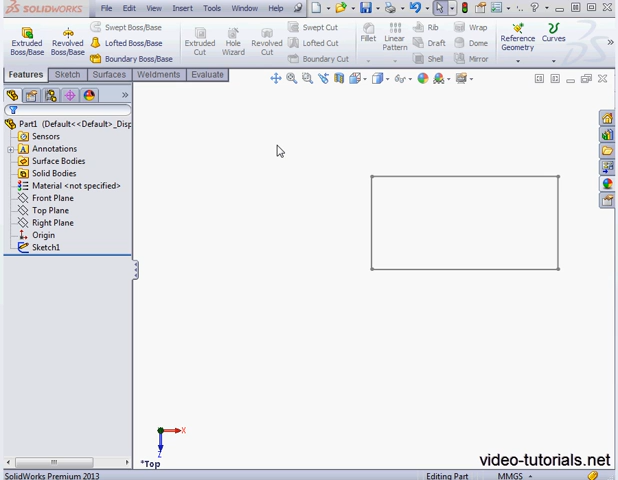 SOLIDWORKS File Edit View Insert Tools Window Help
Extruded Boss/Base
Revolved Boss/Base
Swept Boss/Base
Lofted Boss/Base
Boundary Boss/Base
Extruded Cut
Hole Wizard
Revolved Cut
Swept Cut
Lofted Cut
Boundary Cut
Fillet
Linear Pattern
Rib
Draft
Shell
Wrap
Dome
Mirror
Reference Geometry
Curves
Features Sketch Surfaces Weldments Evaluate
Part1 (Default<<Default>_Disp
Sensors
Annotations
Surface Bodies
Solid Bodies
Material <not specified>
Front Plane
Top Plane
Right Plane
Origin
Sketch1
X
Z
*Top
video-tutorials.net
SolidWorks Premium 2013 Editing Part MMGS